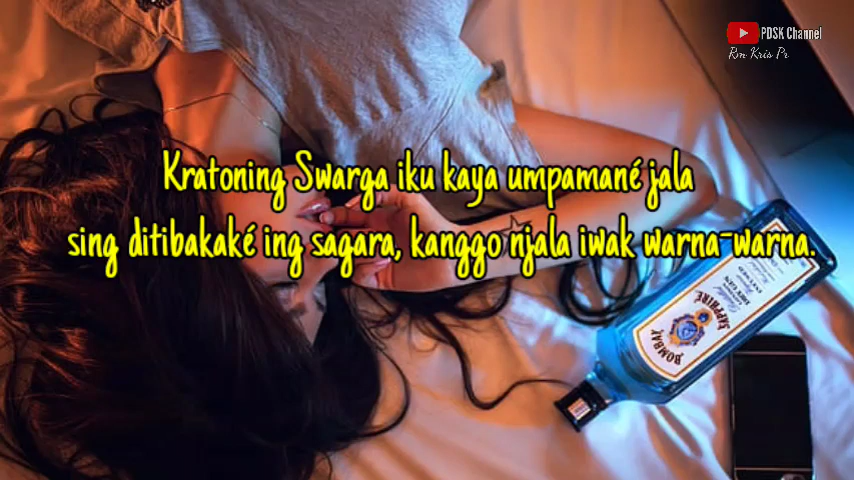 PDSK Channel
Rm Kris Pr
Kratoning Swarga iku kaya umpamané jala
sing ditibakaké ing sagara, kanggo njala iwak warna-warna.
BOMBAY
SAPPHIRE